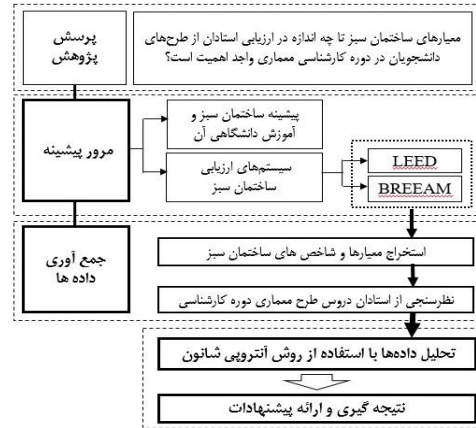 پرسش
پژوهش
معیارهای ساختمان سبز تا چه اندازه در ارزیابی استادان از طرح‌های
دانشجویان در دوره کارشناسی معماری واجد اهمیت است؟
مرور پیشینه
پیشینه ساختمان سبز و
آموزش دانشگاهی آن
سیستم‌های ارزیابی
ساختمان سبز
LEED
BREEAM
جمع آوری
داده ها
استخراج معیارها و شاخص های ساختمان سبز
نظرسنجی از استادان دروس طرح معماری دوره کارشناسی
تحلیل داده‌ها با استفاده از روش آنتروپی شانون
نتیجه گیری و ارائه پیشنهادات